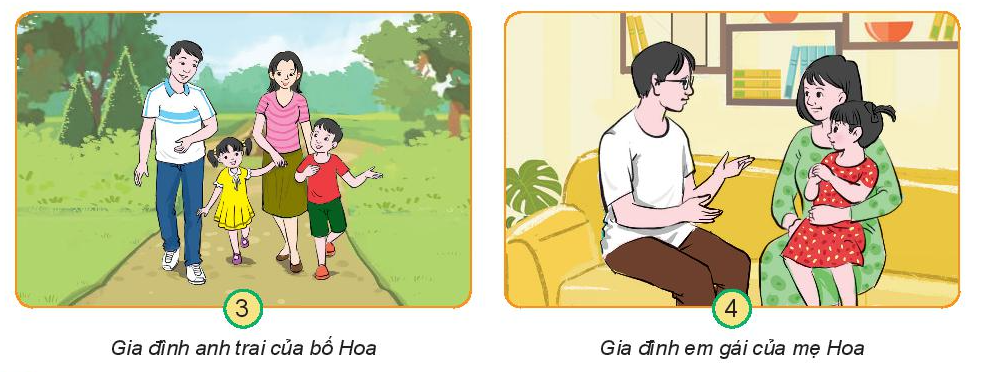 3
Gia đình anh trai của bố Hoa
4
Gia đình em gái của mẹ Hoa